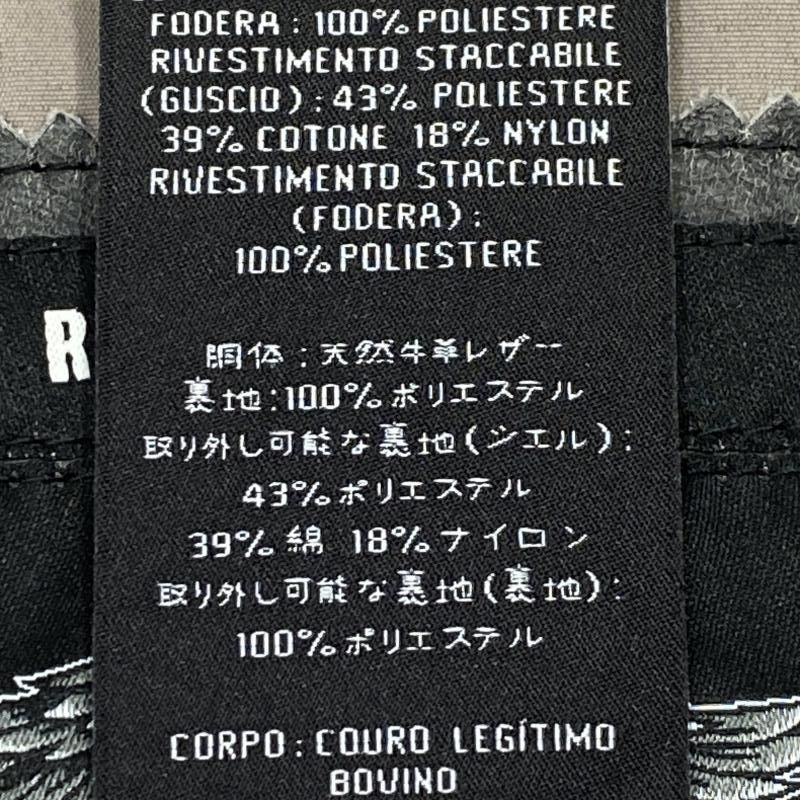 FODERA : 100% POLIESTERE
RIVESTIMENTO STACCABILE
(GUSCIO) : 43% POLIESTERE
39% COTONE 18% NYLON
RIVESTIMENTO STACCABILE
(FODERA) :
100% POLIESTERE
R
胴体 : 天然牛革レザー
裏地:100%ポリエステル
取り外し可能な裏地(シエル) :
43%ポリエステル
39%綿 18%ナイロン
取り外し可能な裏地(裏地) :
100%ポリエステル
CORPO : COURO LEGÍTIMO
BOVINO